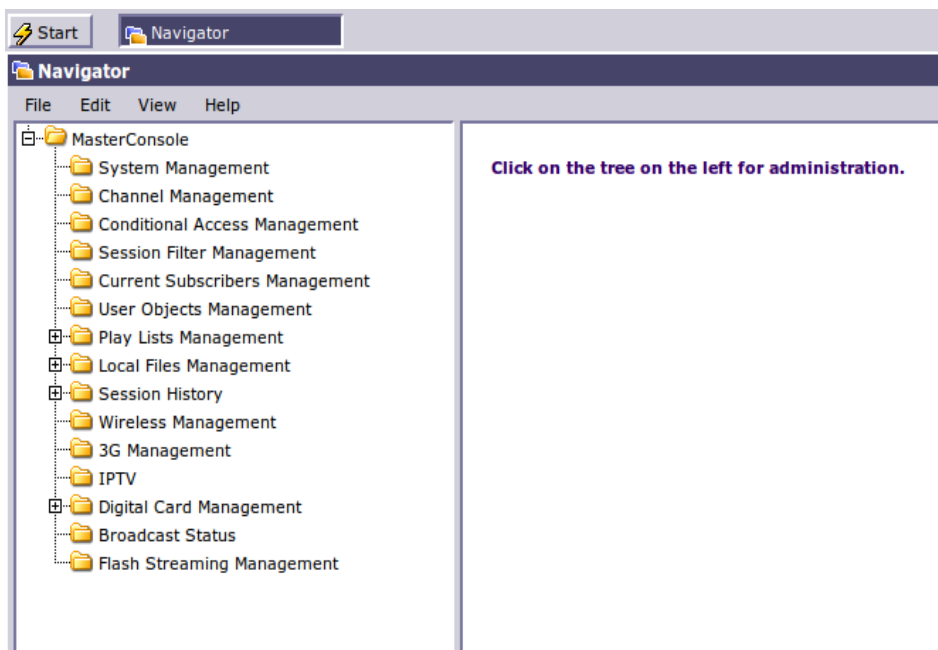 Start Navigator
Navigator
File Edit View Help
MasterConsole
System Management
Channel Management
Conditional Access Management
Session Filter Management
Current Subscribers Management
User Objects Management
Play Lists Management
Local Files Management
Session History
Wireless Management
3G Management
IPTV
Digital Card Management
Broadcast Status
Flash Streaming Management
Click on the tree on the left for administration.